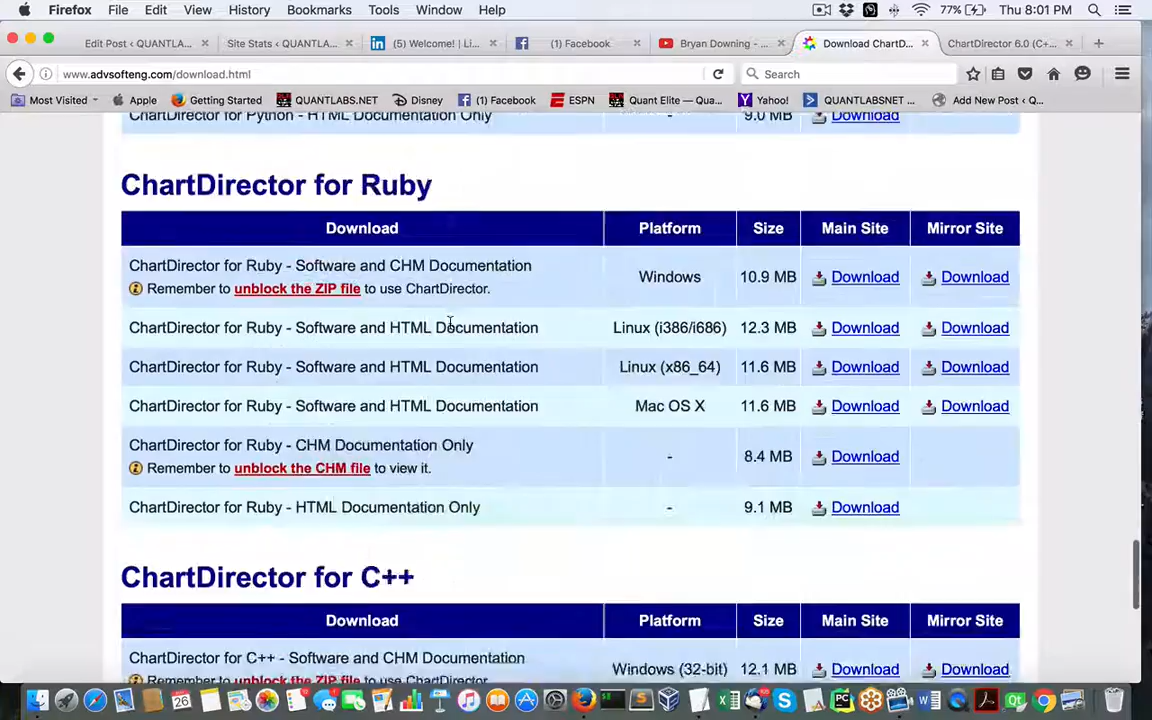 Firefox File Edit View History Bookmarks Tools Window Help 77% Thu 8:01 PM
Edit Post ‹ QUANTLA... Site Stats ‹ QUANTL... (5) Welcome! | Li... (1) Facebook Bryan Downing - ... Download ChartD... ChartDirector 6.0 (C+...
www.advsofteng.com/download.html Search
Most Visited Apple Getting Started QUANTLABS.NET Disney (1) Facebook ESPN Quant Elite — Qua... Yahoo! QUANTLABSNET ... Add New Post ‹ Q...
ChartDirector for Python - HTML Documentation Only - 9.0 MB Download
ChartDirector for Ruby
Download Platform Size Main Site Mirror Site
ChartDirector for Ruby - Software and CHM Documentation
Remember to unblock the ZIP file to use ChartDirector.
Windows 10.9 MB Download Download
ChartDirector for Ruby - Software and HTML Documentation Linux (i386/i686) 12.3 MB Download Download
ChartDirector for Ruby - Software and HTML Documentation Linux (x86_64) 11.6 MB Download Download
ChartDirector for Ruby - Software and HTML Documentation Mac OS X 11.6 MB Download Download
ChartDirector for Ruby - CHM Documentation Only
Remember to unblock the CHM file to view it.
- 8.4 MB Download
ChartDirector for Ruby - HTML Documentation Only - 9.1 MB Download
ChartDirector for C++
Download Platform Size Main Site Mirror Site
ChartDirector for C++ - Software and CHM Documentation
Windows (32-bit) 12.1 MB Download Download
Remember to unblock the ZIP file to use ChartDirector.